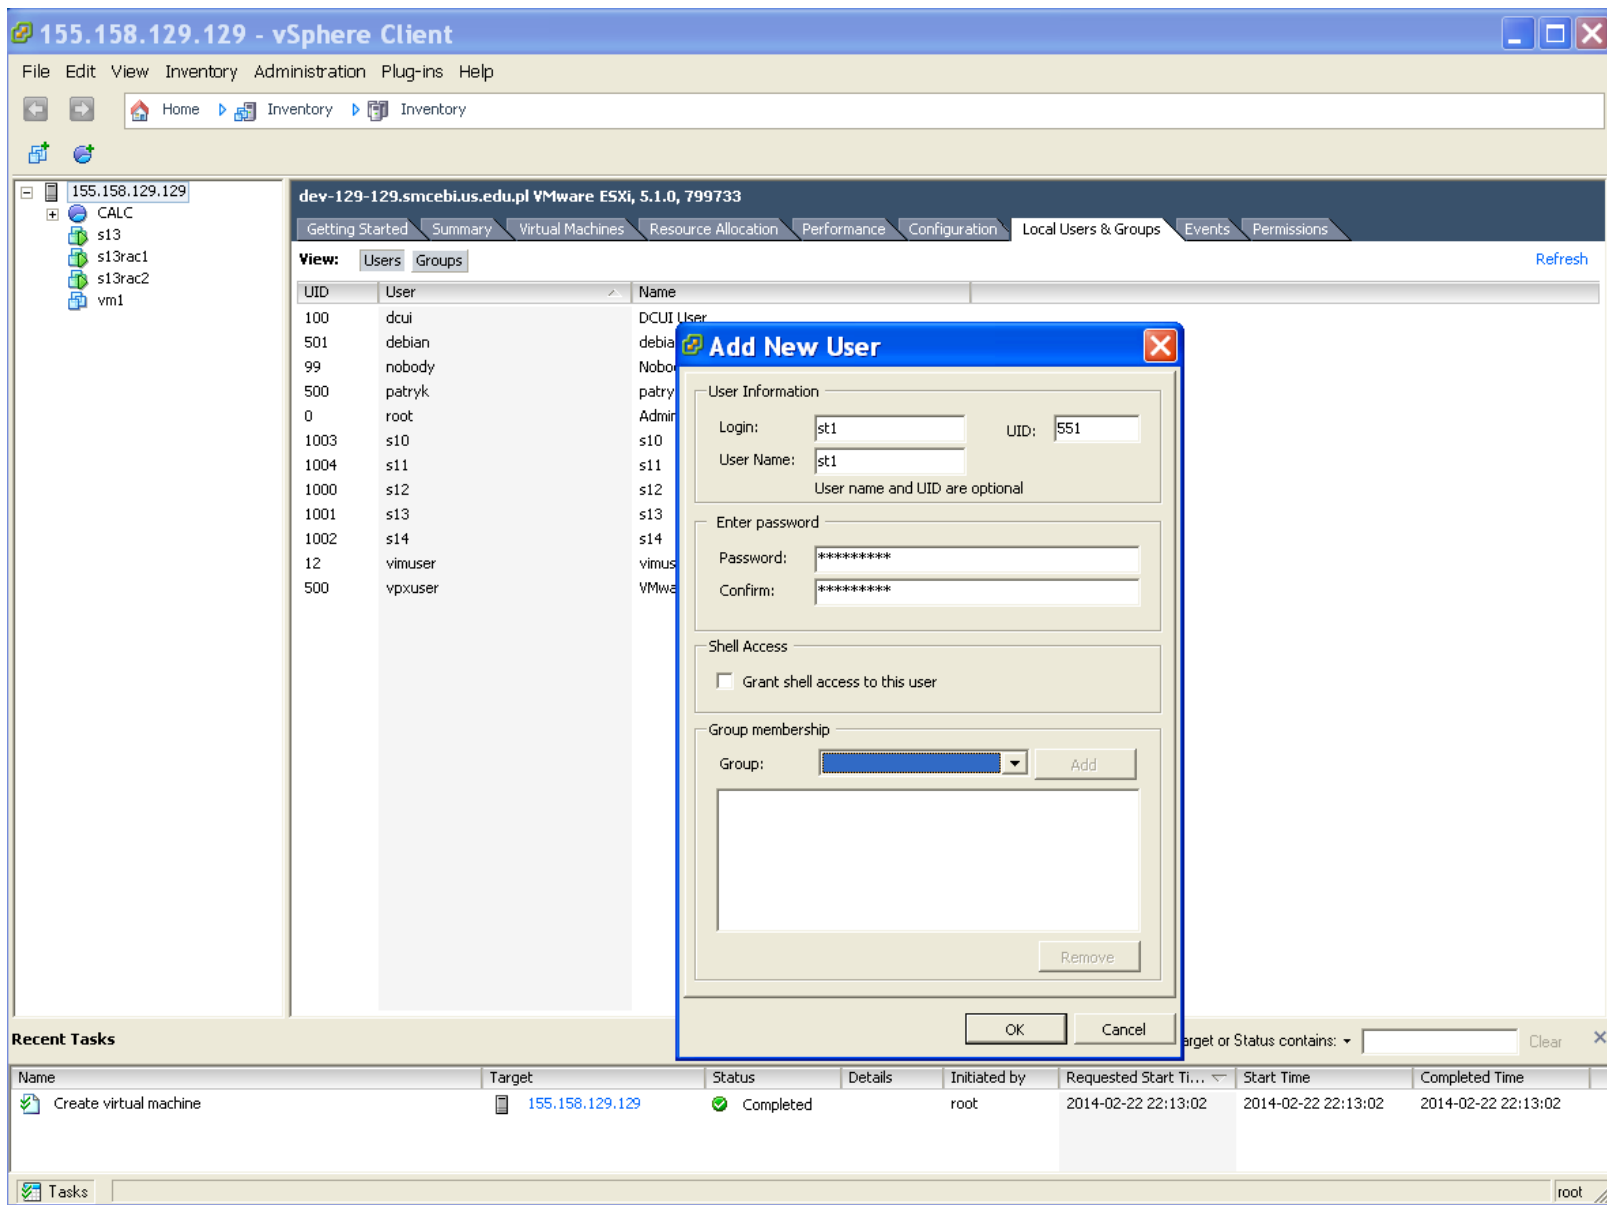 155.158.129.129 - vSphere Client
File Edit View Inventory Administration Plug-ins Help
Home Inventory Inventory
155.158.129.129
CALC
s13
s13rac1
s13rac2
vm1
dev-129-129.smcebi.us.edu.pl VMware ESXi, 5.1.0, 799733
Getting Started Summary Virtual Machines Resource Allocation Performance Configuration Local Users & Groups Events Permissions
View: Users Groups Refresh
UID User Name
100 dcui DCUI User
501 debian debia
99 nobody Nobo
500 patryk patry
0 root Admir
1003 s10 s10
1004 s11 s11
1000 s12 s12
1001 s13 s13
1002 s14 s14
12 vimuser vimus
500 vpxuser VMwa
Add New User
User Information
Login: st1 UID: 551
User Name: st1
User name and UID are optional
Enter password
Password: *********
Confirm: *********
Shell Access
Grant shell access to this user
Group membership
Group: Add
Remove
OK Cancel
Recent Tasks arget or Status contains: Clear
Name Target Status Details Initiated by Requested Start Ti... Start Time Completed Time
Create virtual machine 155.158.129.129 Completed root 2014-02-22 22:13:02 2014-02-22 22:13:02 2014-02-22 22:13:02
Tasks root